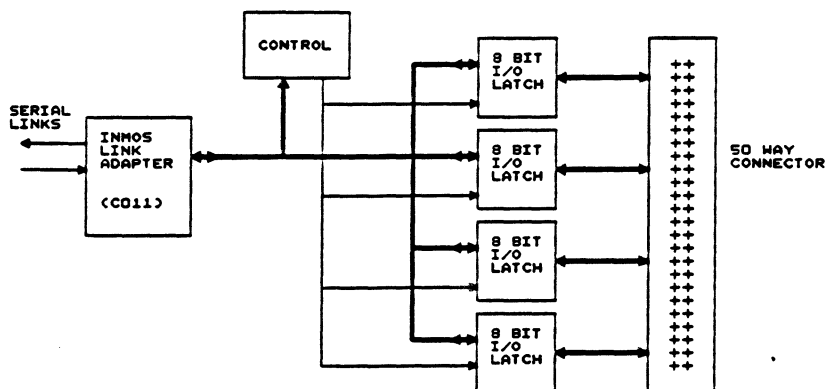 CONTROL
SERIAL
LINKS
INMOS
LINK
ADAPTER
(C011)
8 BIT
I/O
LATCH
8 BIT
I/O
LATCH
8 BIT
I/O
LATCH
8 BIT
I/O
LATCH
50 WAY
CONNECTOR